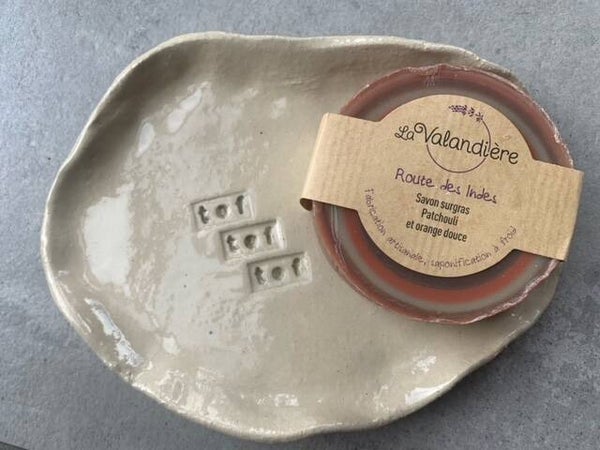 tof
tof
tof
La Valandière
Route des Indes
Savon surgras
Patchouli
et orange douce
Fabrication artisanale, saponification à froid